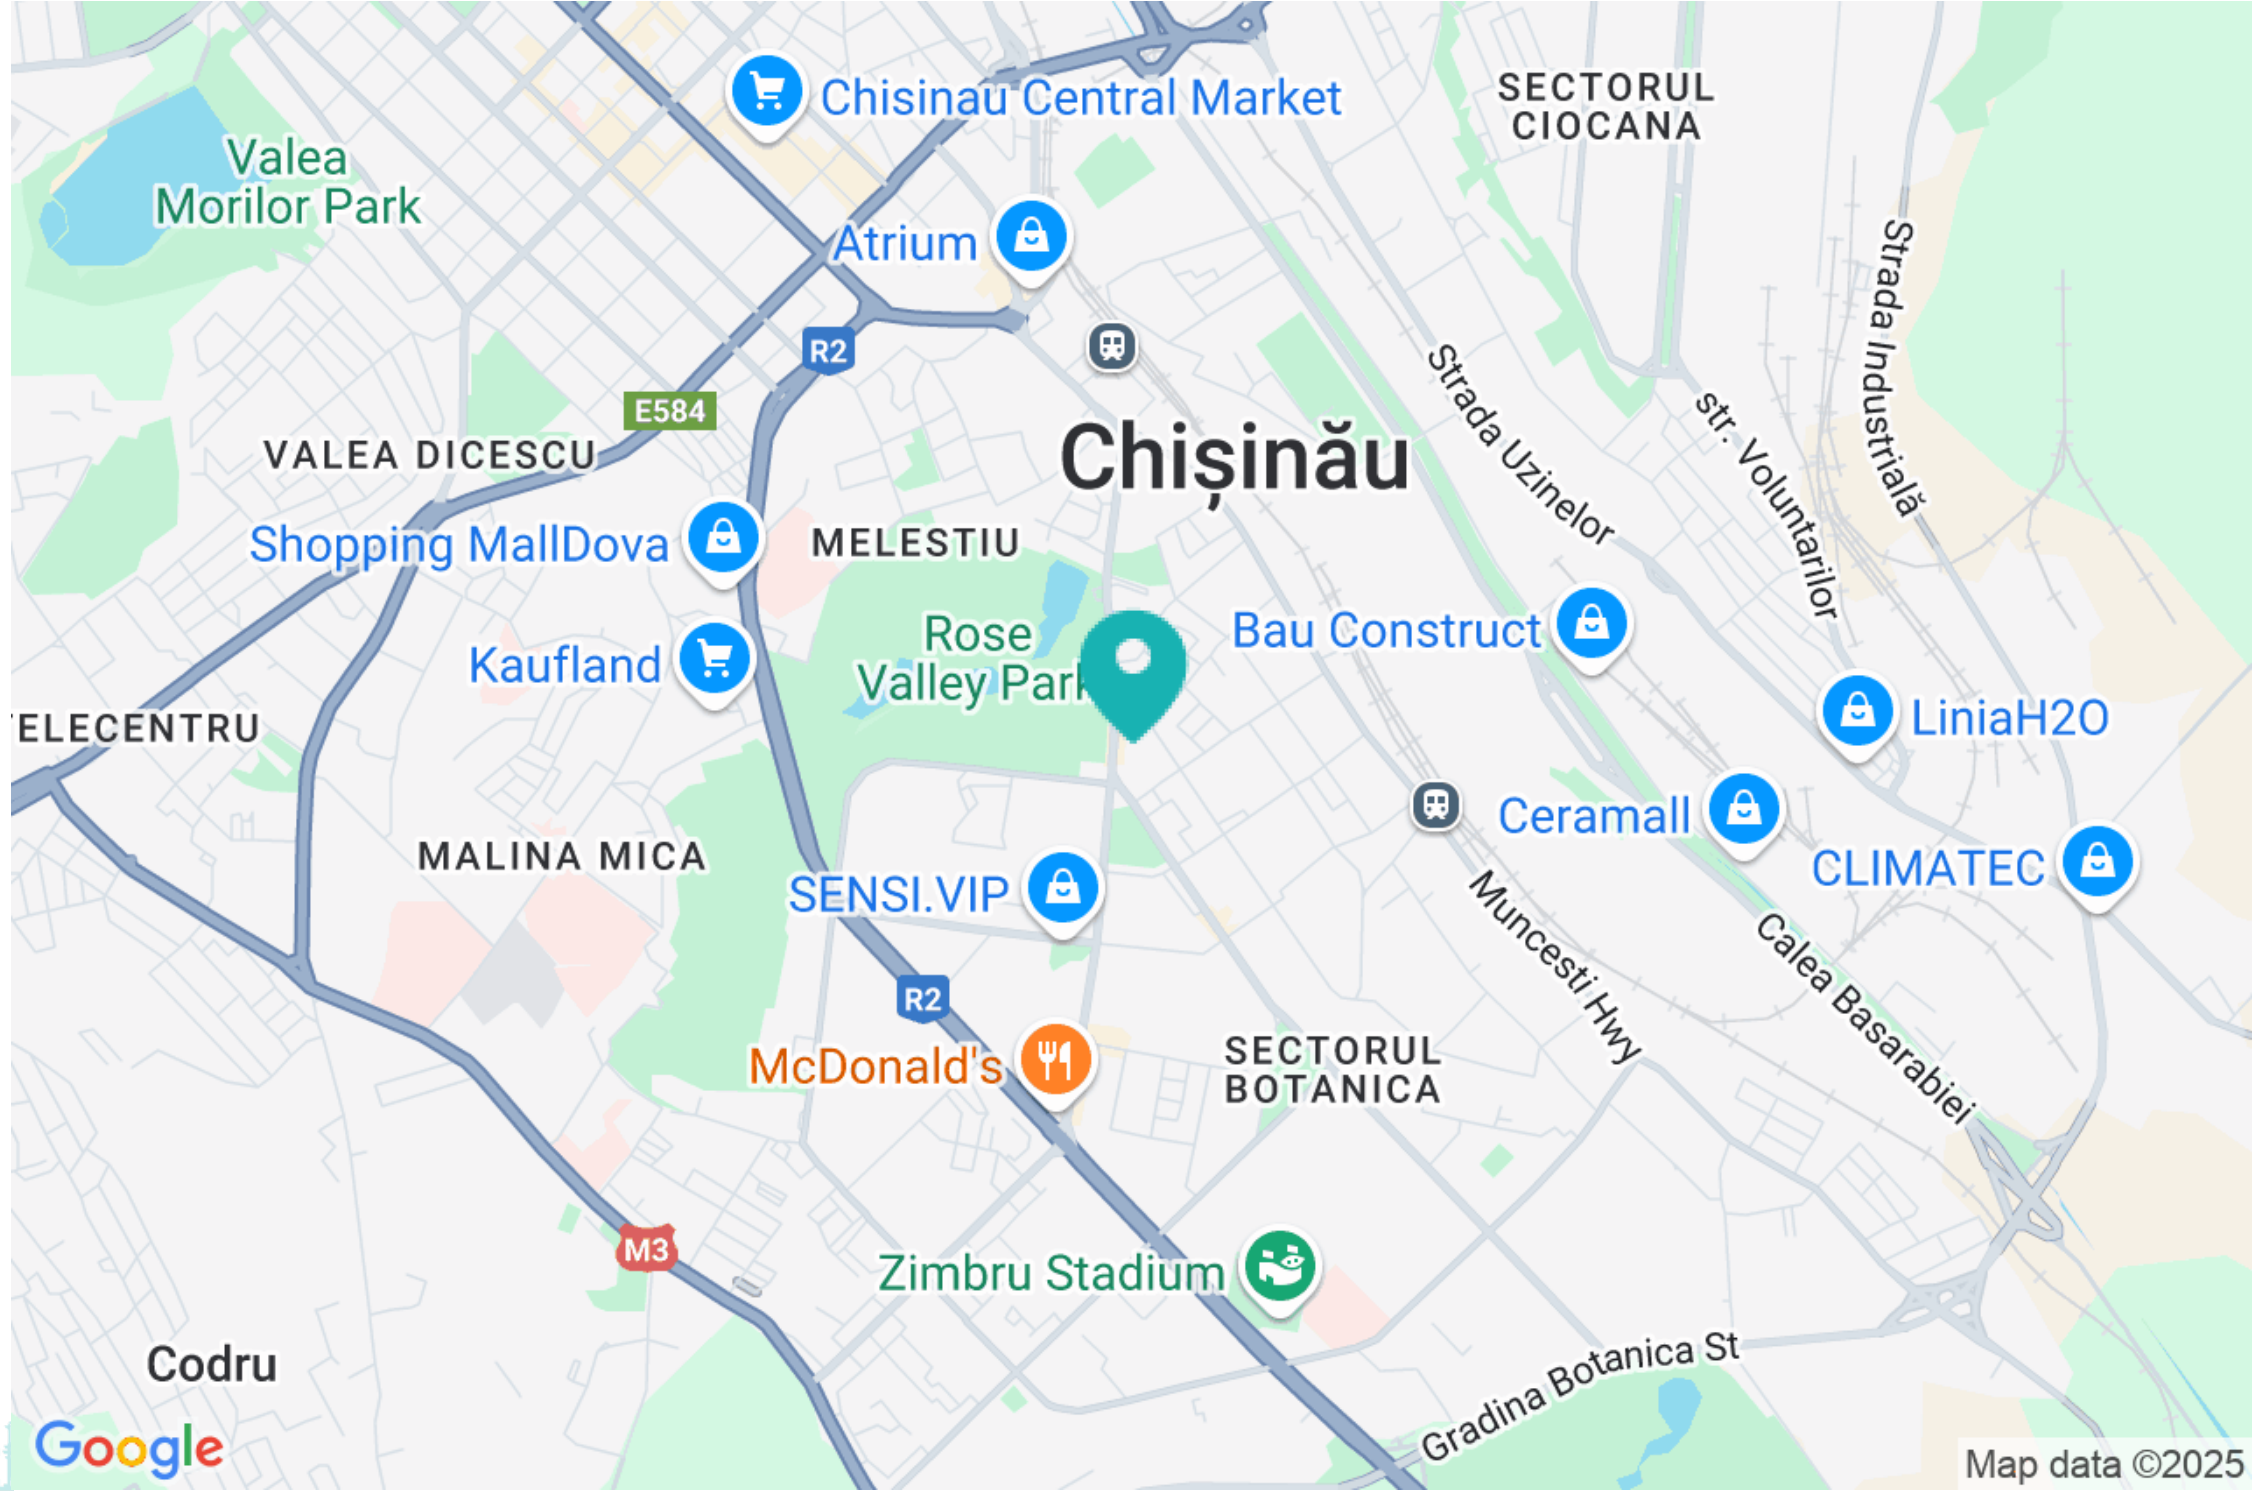 Chisinau Central Market
SECTORUL
CIOCANA
Valea
Morilor Park
Atrium
Strada Industrială
R2
Strada Uzinelor
E584
str. Voluntarilor
VALEA DICESCU
Chișinău
Shopping MallDova
MELESTIU
Rose
Valley Park
Bau Construct
Kaufland
LiniaH2O
ELECENTRU
Ceramall
MALINA MICA
CLIMATEC
SENSI.VIP
Muncesti Hwy
Calea Basarabiei
R2
McDonald's
SECTORUL
BOTANICA
M3
Zimbru Stadium
Codru
Gradina Botanica St
Google
Map data ©2025